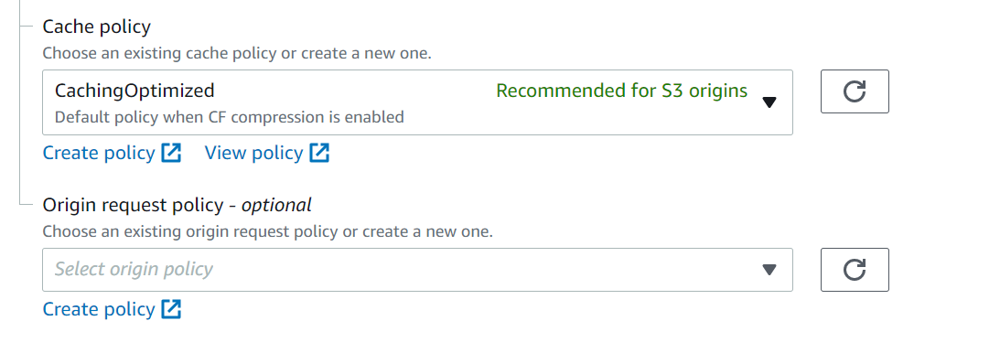 Cache policy
Choose an existing cache policy or create a new one.
CachingOptimized Recommended for S3 origins
Default policy when CF compression is enabled
Create policy View policy
Origin request policy - optional
Choose an existing origin request policy or create a new one.
Select origin policy
Create policy